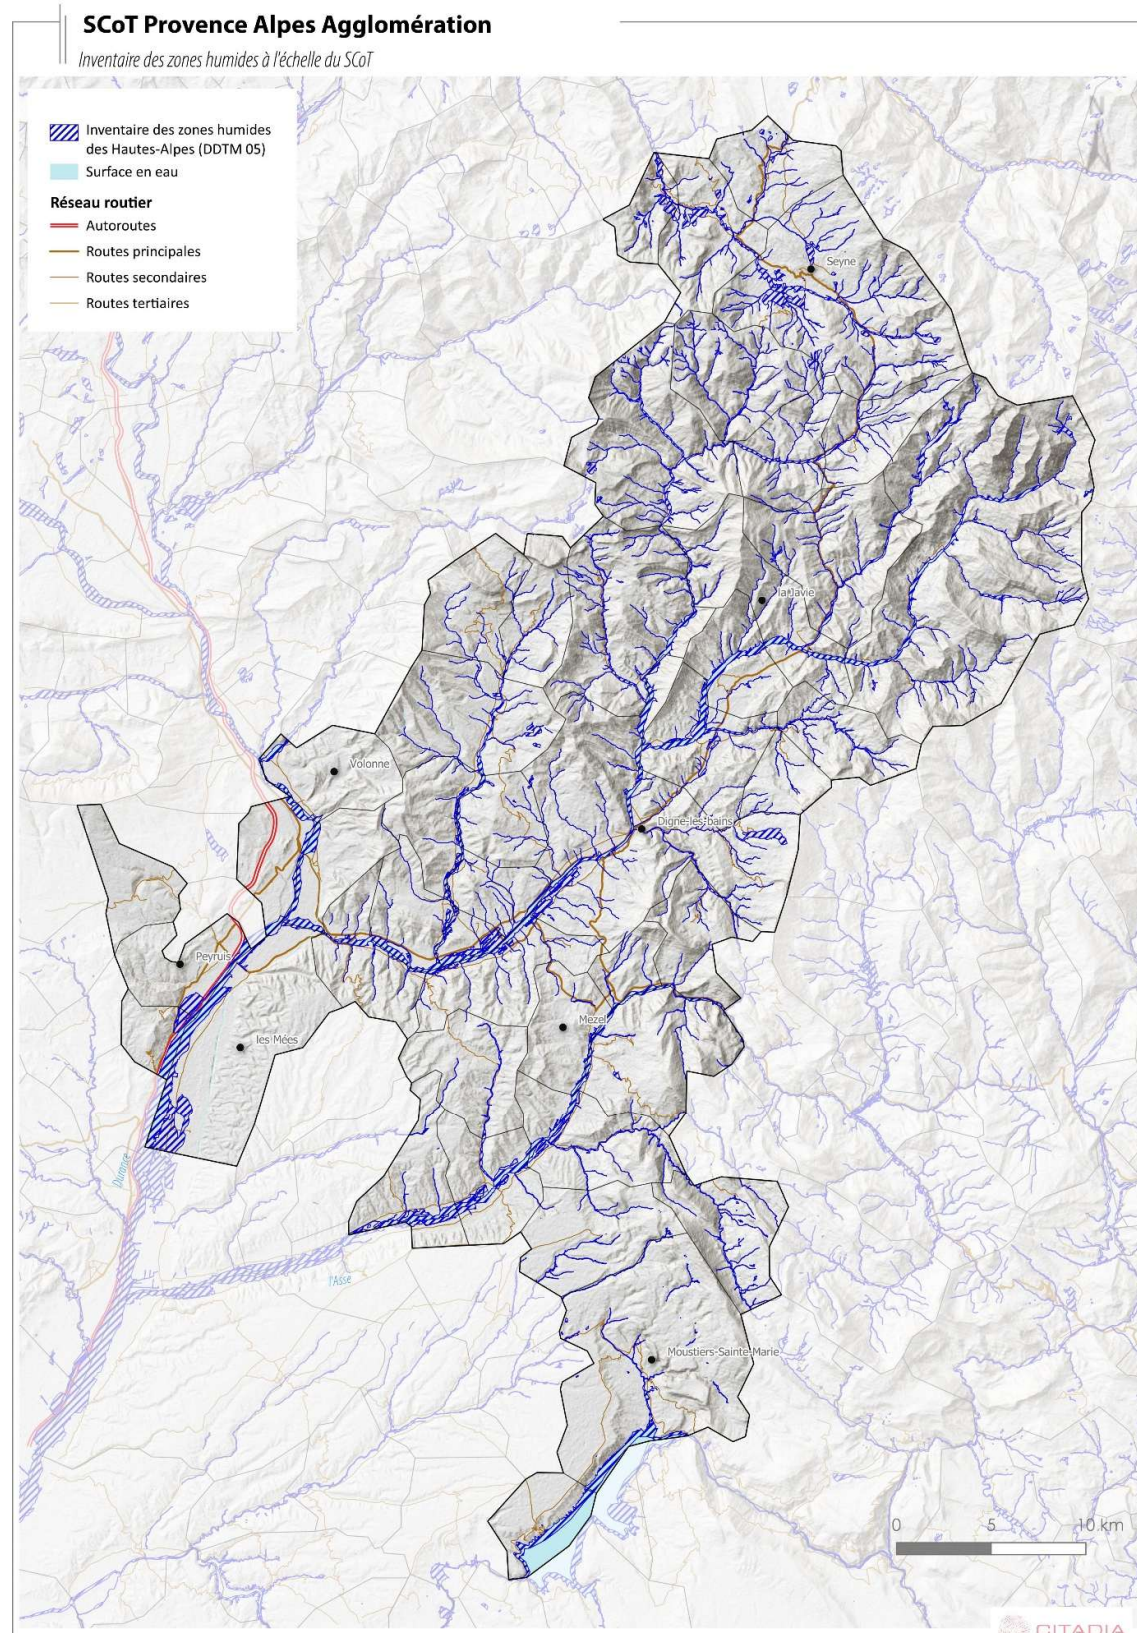 SCoT Provence Alpes Agglomération
Inventaire des zones humides à l'échelle du SCoT
N
Inventaire des zones humides
des Hautes-Alpes (DDTM 05)
Surface en eau
Réseau routier
Autoroutes
Routes principales
Routes secondaires
Routes tertiaires
Seyne
la Javie
Volonne
Digne-les-bains
Peyruis
Mezel
les Mées
Durance
l'Asse
Moustiers-Sainte-Marie
0 5 10 km
CITADIA